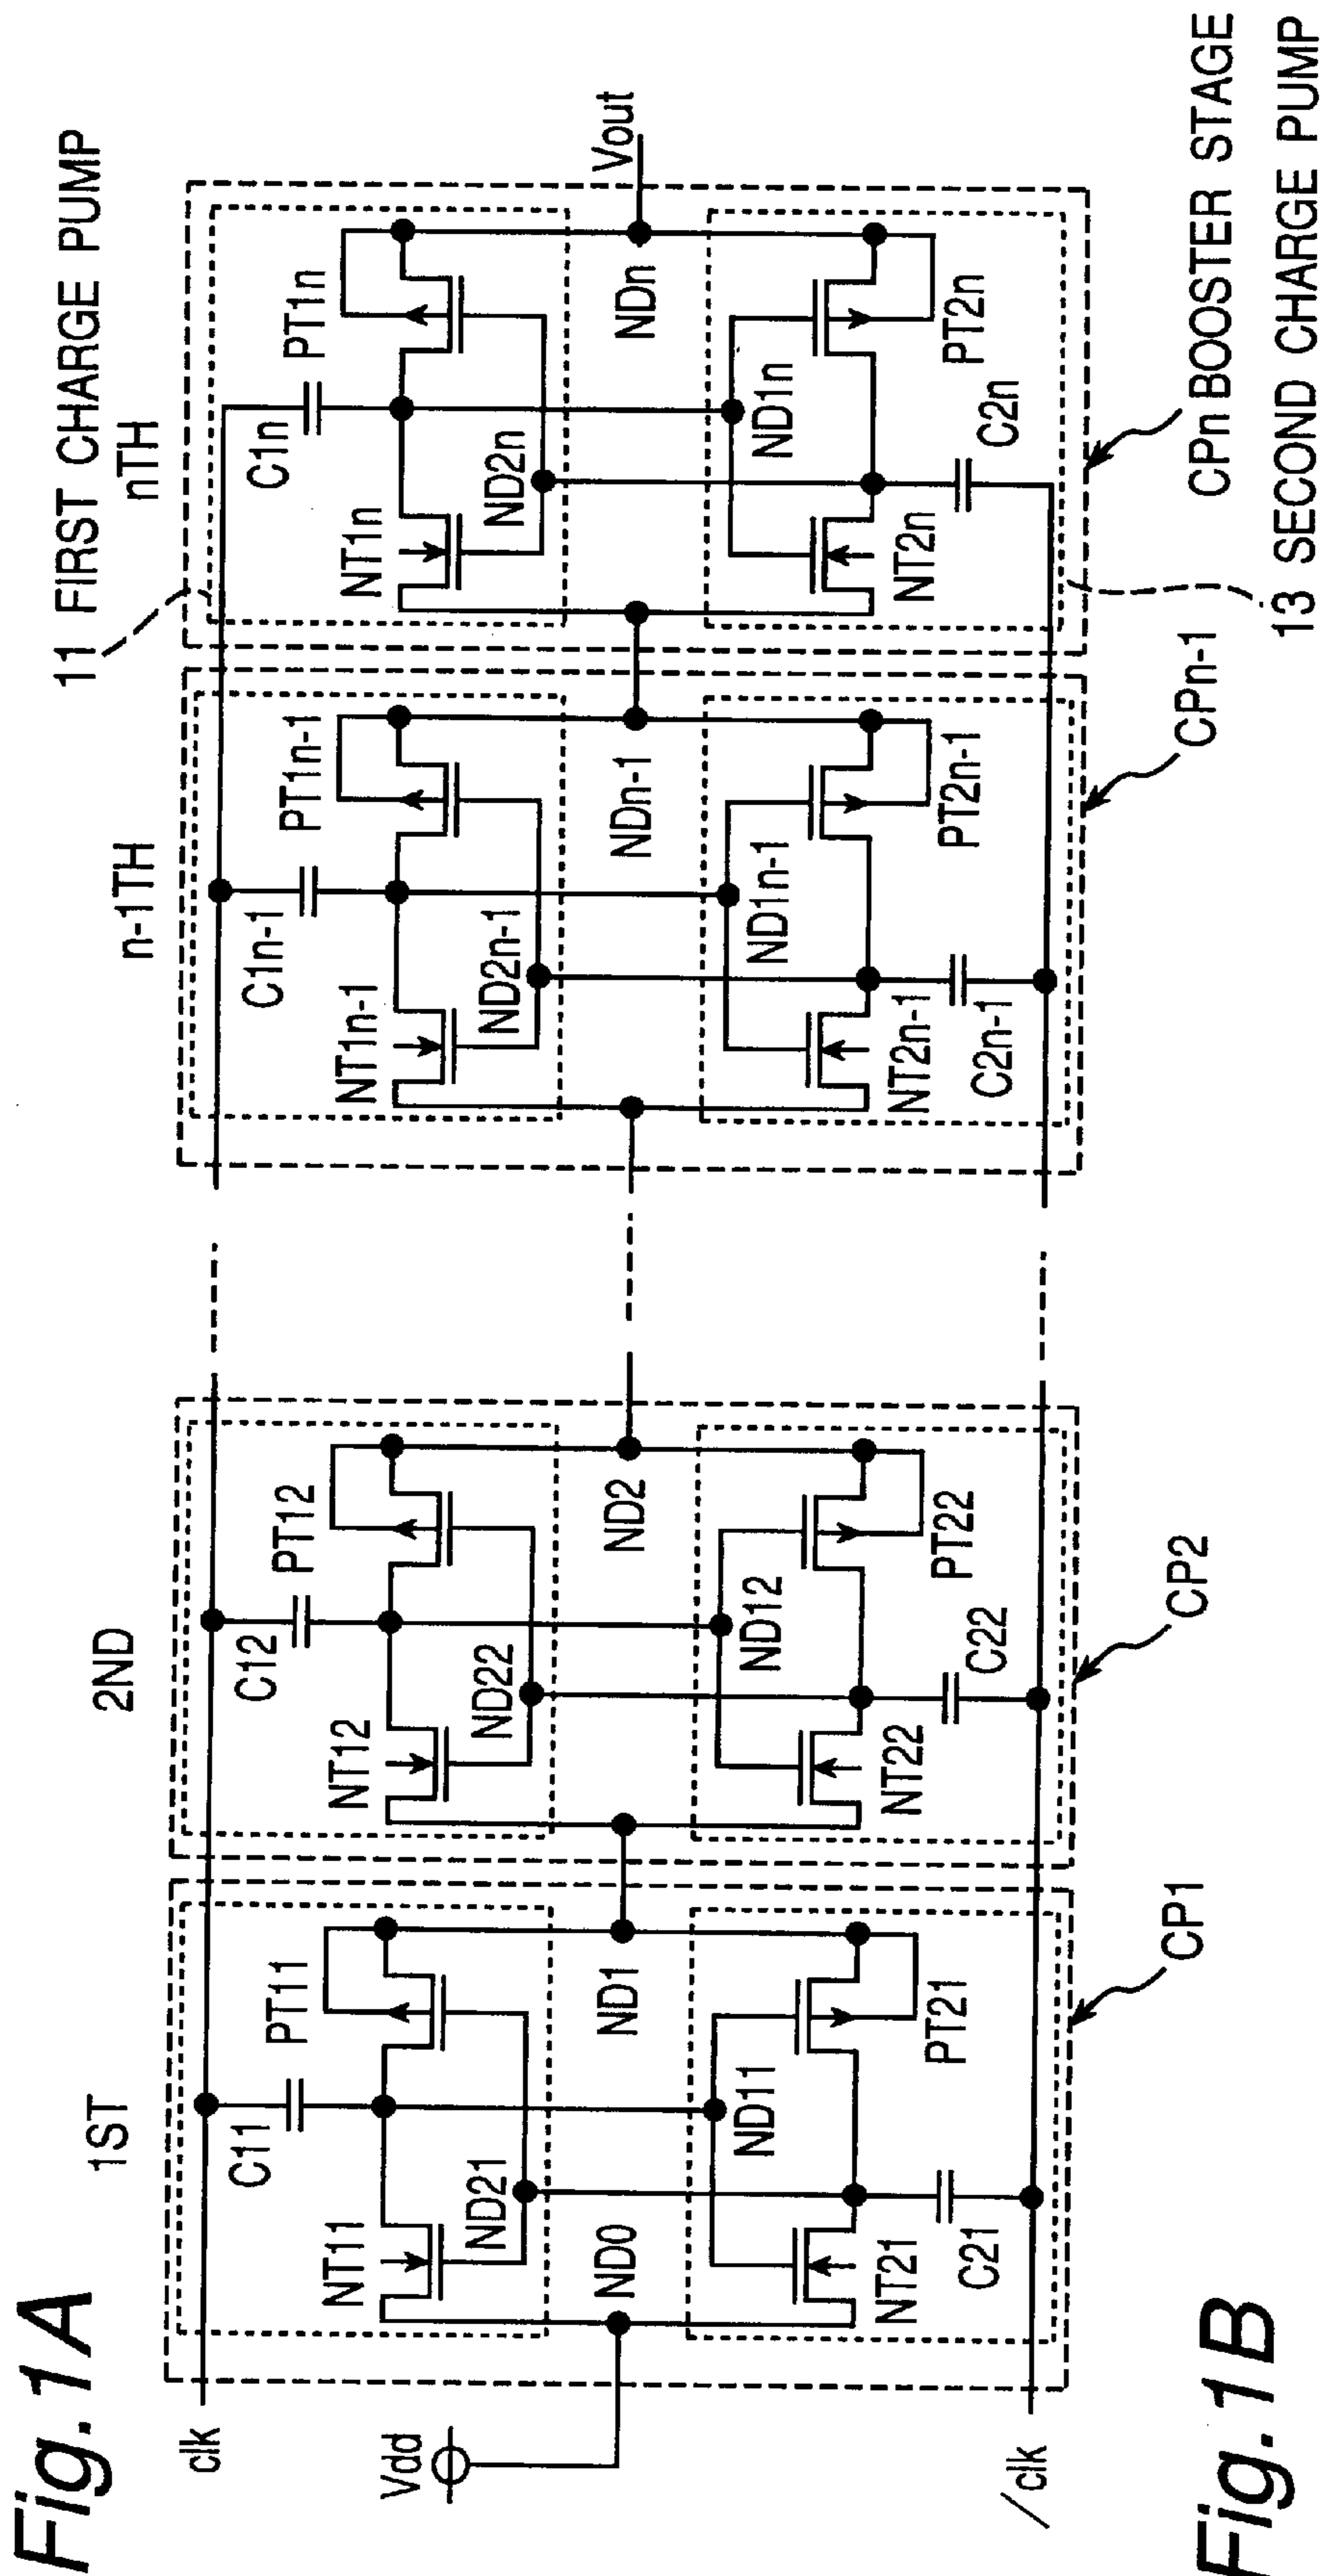 Fig.1A
1ST
2ND
n-1TH
nTH
11 FIRST CHARGE PUMP
clk
C11
PT11
C12
PT12
C1n-1
PT1n-1
C1n
PT1n
NT11
ND21
NT12
ND22
NT1n-1
ND2n-1
NT1n
ND2n
Vdd
ND0
ND1
ND2
NDn-1
NDn
Vout
ND11
ND12
ND1n-1
ND1n
NT21
PT21
NT22
PT22
NT2n-1
PT2n-1
NT2n
PT2n
C21
C22
C2n-1
C2n
/clk
CP1
CP2
CPn-1
CPn BOOSTER STAGE
13 SECOND CHARGE PUMP
Fig.1B